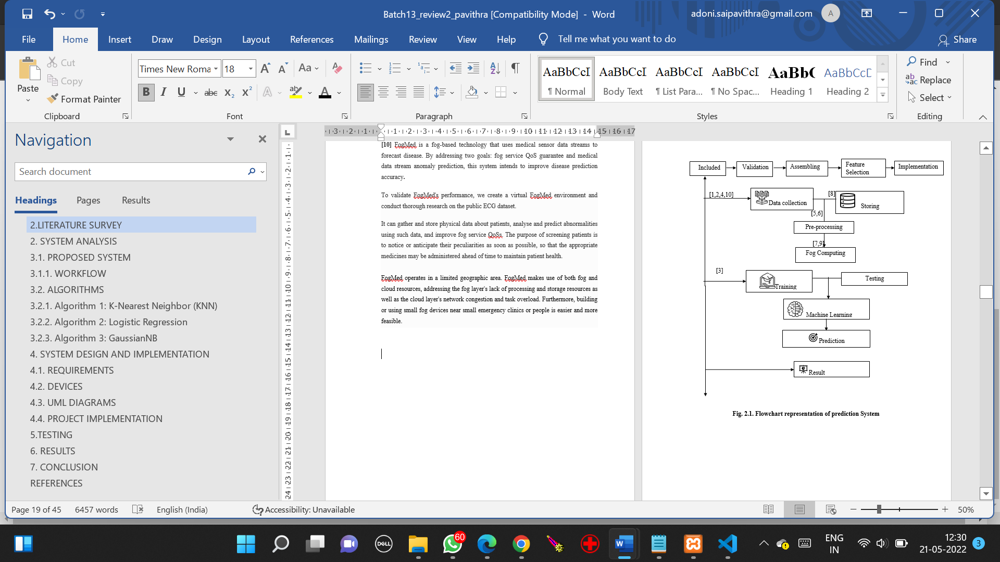 Batch13_review2_pavithra [Compatibility Mode] - Word
adoni.saipavithra@gmail.com
A
File Home Insert Draw Design Layout References Mailings Review View Help Tell me what you want to do Share
Paste
Cut
Copy
Format Painter
Clipboard
Times New Roma 18
Font
Paragraph
AaBbCcI AaBbCcI AaBbCcI AaBbCcI AaBb( AaBbCcD
¶ Normal Body Text ¶ List Para... ¶ No Spac... Heading 1 Heading 2
Styles
Find
Replace
Select
Editing
Navigation
Search document
Headings Pages Results
2.LITERATURE SURVEY
2. SYSTEM ANALYSIS
3.1. PROPOSED SYSTEM
3.1.1. WORKFLOW
3.2. ALGORITHMS
3.2.1. Algorithm 1: K-Nearest Neighbor (KNN)
3.2.2. Algorithm 2: Logistic Regression
3.2.3. Algorithm 3: GaussianNB
4. SYSTEM DESIGN AND IMPLEMENTATION
4.1. REQUIREMENTS
4.2. DEVICES
4.3. UML DIAGRAMS
4.4. PROJECT IMPLEMENTATION
5.TESTING
6. RESULTS
7. CONCLUSION
REFERENCES
[10] FogMed is a fog-based technology that uses medical sensor data streams to
forecast disease. By addressing two goals: fog service QoS guarantee and medical
data stream anomaly prediction, this system intends to improve disease prediction
accuracy.
To validate FogMed's performance, we create a virtual FogMed environment and
conduct thorough research on the public ECG dataset.
It can gather and store physical data about patients, analyse and predict abnormalities
using such data, and improve fog service QoSs. The purpose of screening patients is
to notice or anticipate their peculiarities as soon as possible, so that the appropriate
medicines may be administered ahead of time to maintain patient health.
FogMed operates in a limited geographic area. FogMed makes use of both fog and
cloud resources, addressing the fog layer's lack of processing and storage resources as
well as the cloud layer's network congestion and task overload. Furthermore, building
or using small fog devices near small emergency clinics or people is easier and more
feasible.
Included Validation Assembling Feature Selection Implementation
[1,2,4,10]
Data collection
[8]
Storing
[5,6]
Pre-processing
[7,9]
Fog Computing
[3]
Training
Testing
Machine Learning
Prediction
Result
Fig. 2.1. Flowchart representation of prediction System
Page 19 of 45 6457 words English (India) Accessibility: Unavailable 50%
DELL
60
ENG
IN
12:30
21-05-2022
3